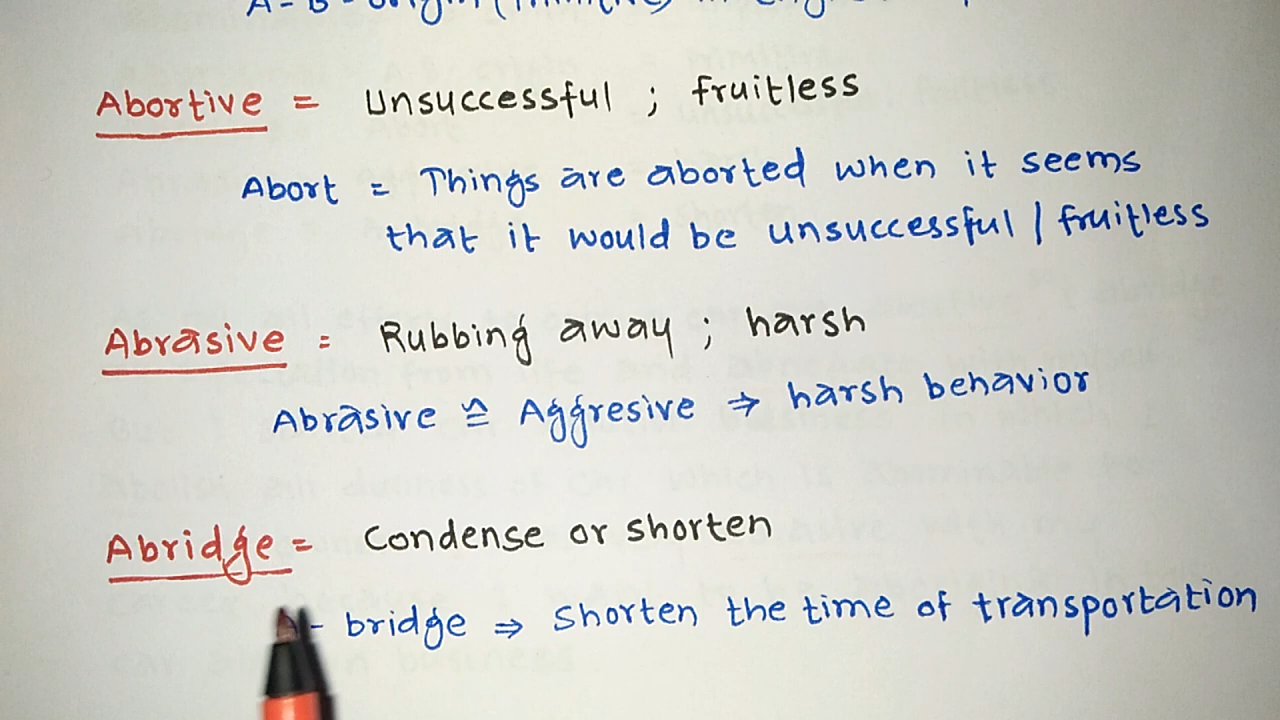 A - B - origin
Abortive = Unsuccessful ; fruitless
Abort = Things are aborted when it seems
that it would be unsuccessful / fruitless
Abrasive = Rubbing away ; harsh
Abrasive ≌ Aggresive ⇒ harsh behavior
Abridge = Condense or shorten
- bridge ⇒ Shorten the time of transportation